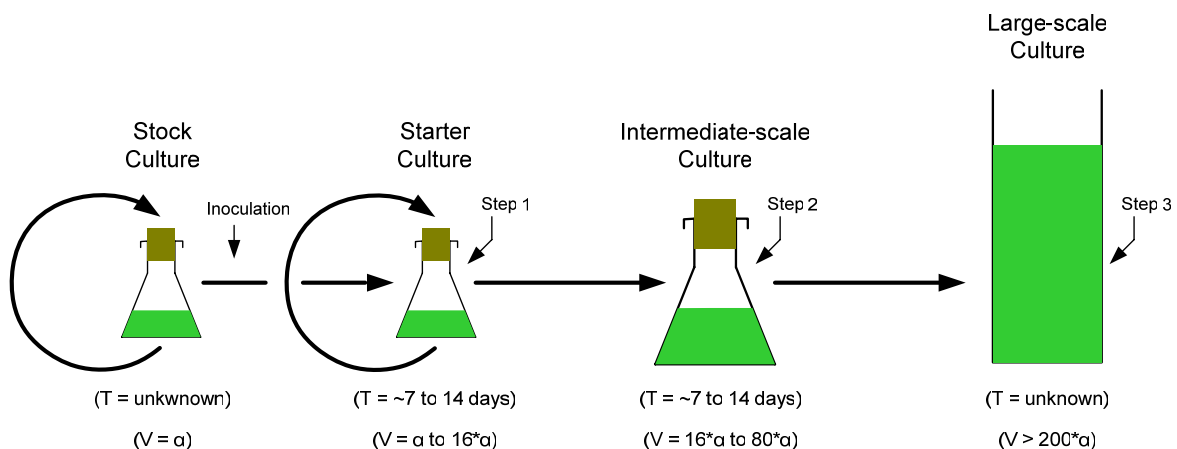 Large-scale
Culture
Stock
Culture
Starter
Culture
Intermediate-scale
Culture
Inoculation
Step 1
Step 2
Step 3
(T = unkwnown)
(T = ~7 to 14 days)
(T = ~7 to 14 days)
(T = unknown)
(V = α)
(V = α to 16*α)
(V = 16*α to 80*α)
(V > 200*α)